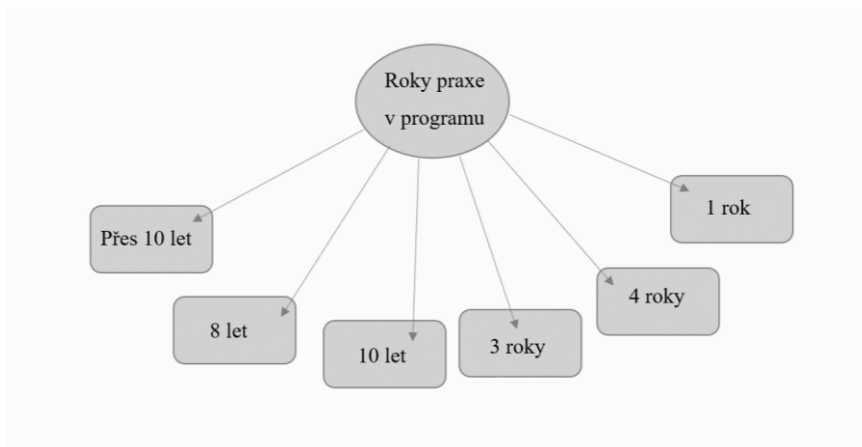 Roky praxe
v programu
Přes 10 let
8 let
10 let
3 roky
4 roky
1 rok